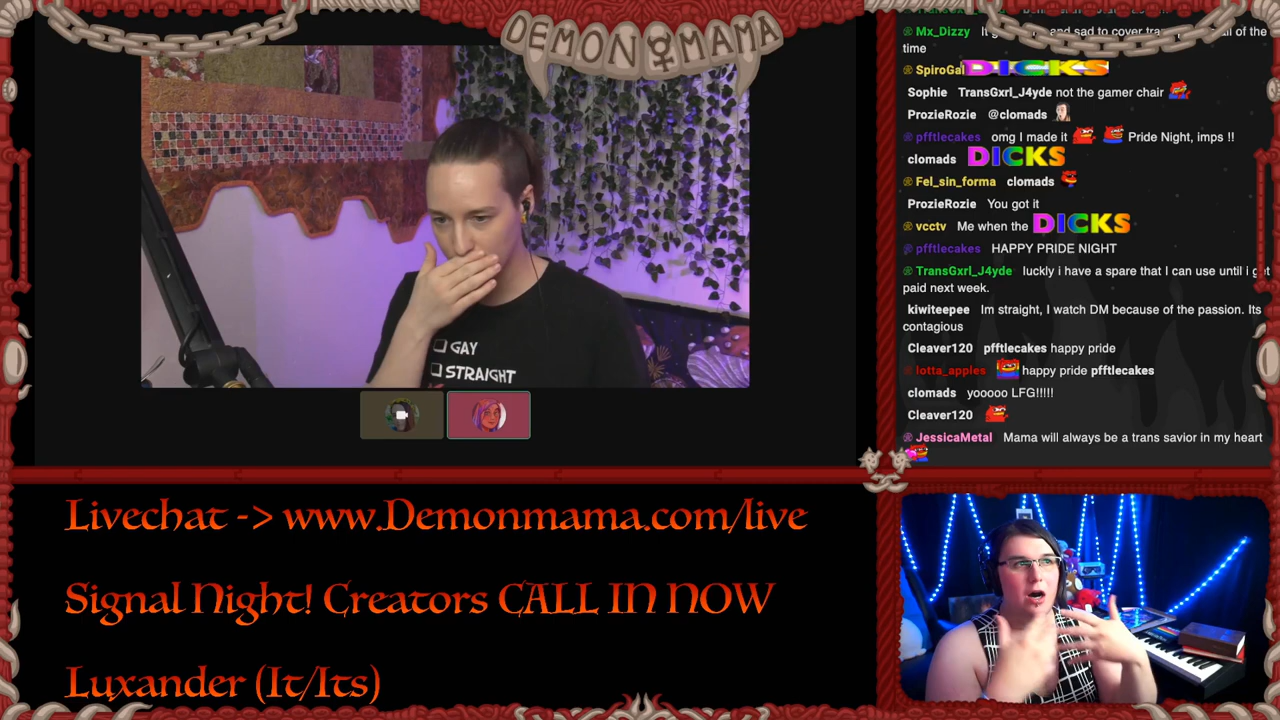 DEMON MAMA
GAY
STRAIGHT
Livechat -> www.Demonmama.com/live
Signal Night! Creators CALL IN NOW
Luxander (It/Its)
Mx_Dizzy and sad to cover all of the
time
SpiroGal DICKS
Sophie TransGxrl_J4yde not the gamer chair
ProzieRozie @clomads
pfftlecakes omg I made it Pride Night, imps !!
clomads DICKS
Fel_sin_forma clomads
ProzieRozie You got it
vcctv Me when the DICKS
pfftlecakes HAPPY PRIDE NIGHT
TransGxrl_J4yde luckly i have a spare that I can use until i get
paid next week.
kiwiteepee Im straight, I watch DM because of the passion. Its
contagious
Cleaver120 pfftlecakes happy pride
lotta_apples happy pride pfftlecakes
clomads yooooo LFG!!!!!
Cleaver120
JessicaMetal Mama will always be a trans savior in my heart